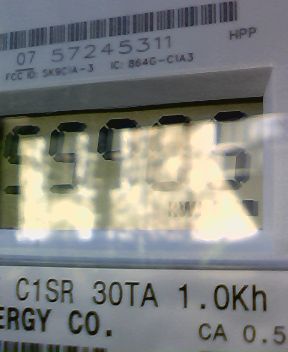 07 57245311
HPP
FCC ID: SK9C1A-3 IC: 864G-C1A3
C1SR 30TA 1.0Kh
ERGY CO.
CA 0.5